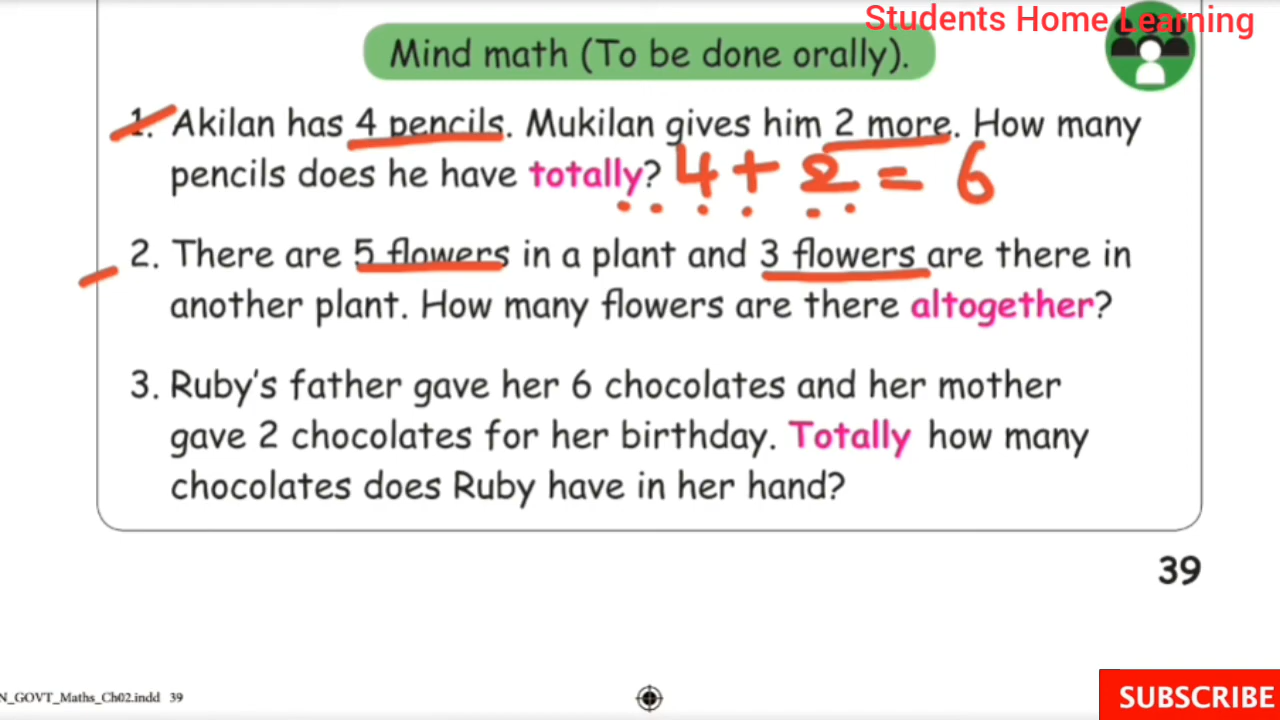 Students Home Learning
Mind math (To be done orally).
1. Akilan has 4 pencils. Mukilan gives him 2 more. How many
pencils does he have totally? 4 + 2 = 6
2. There are 5 flowers in a plant and 3 flowers are there in
another plant. How many flowers are there altogether?
3. Ruby's father gave her 6 chocolates and her mother
gave 2 chocolates for her birthday. Totally how many
chocolates does Ruby have in her hand?
39
N_GOVT_Maths_Ch02.indd 39
SUBSCRIBE